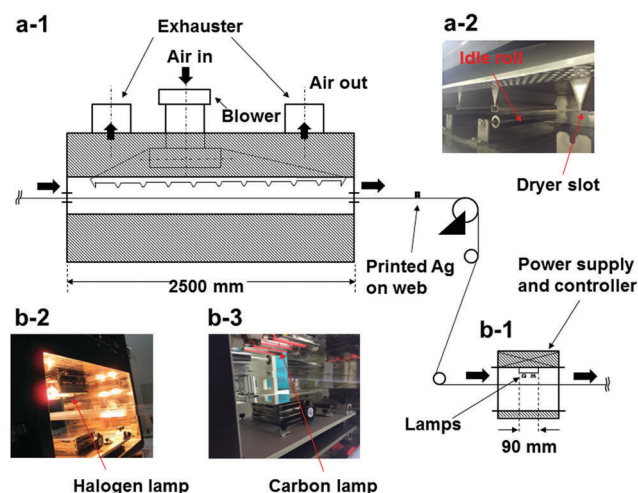 a-1
Exhauster
Air in
Air out
Blower
a-2
Idle roll
Dryer slot
2500 mm
Printed Ag
on web
Power supply
and controller
b-1
b-2
b-3
Lamps
90 mm
Halogen lamp
Carbon lamp